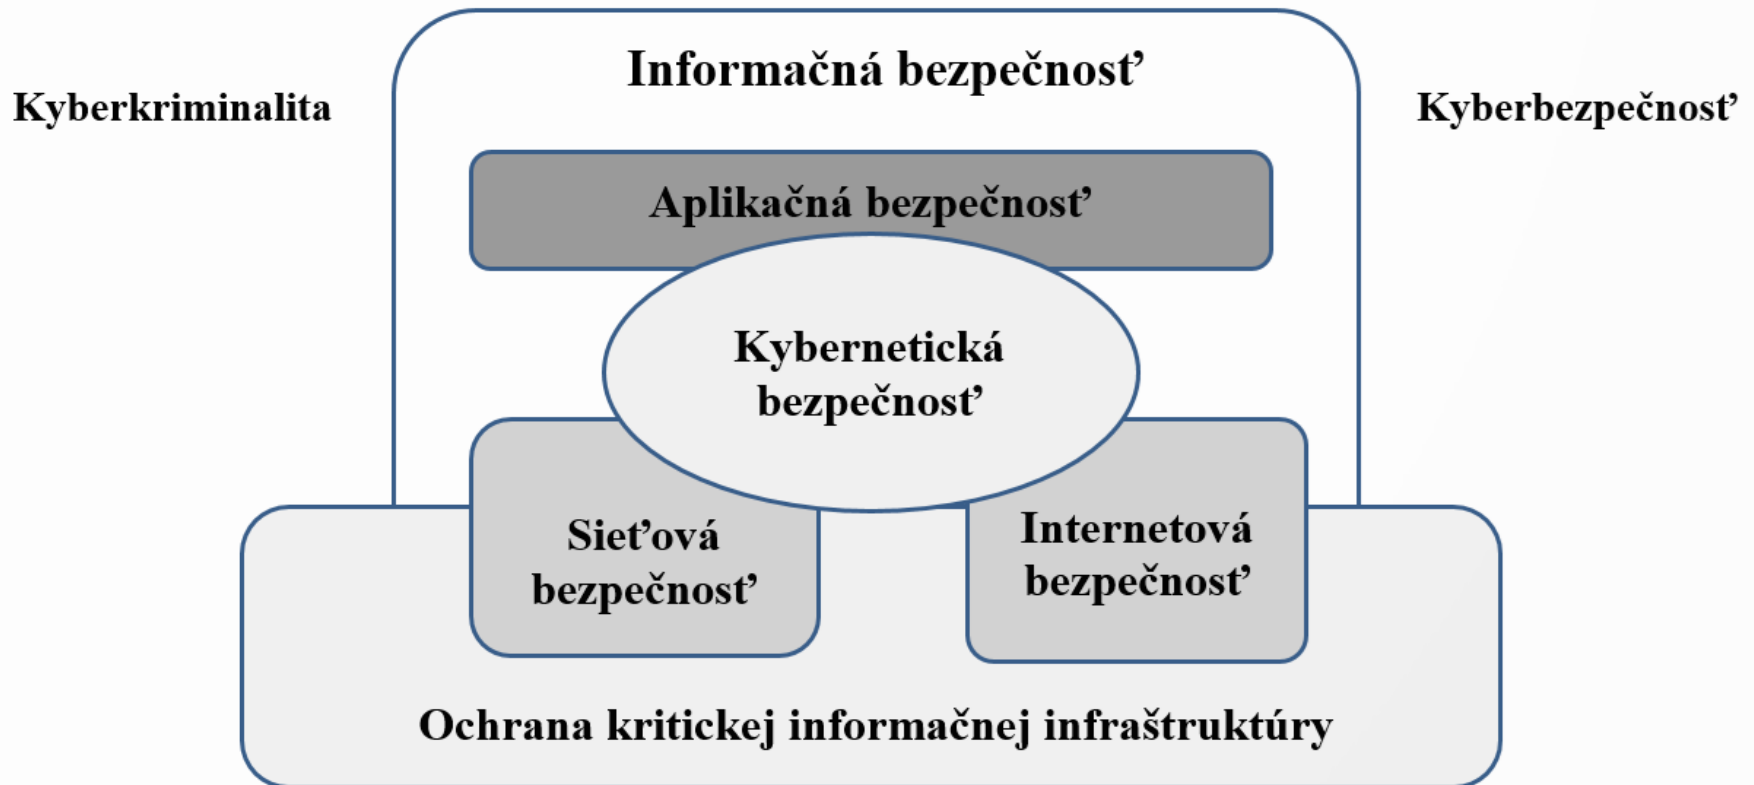 Informačná bezpečnosť
Kyberkriminalita
Kyberbezpečnosť
Aplikačná bezpečnosť
Kybernetická
bezpečnosť
Sieťová
bezpečnosť
Internetová
bezpečnosť
Ochrana kritickej informačnej infraštruktúry